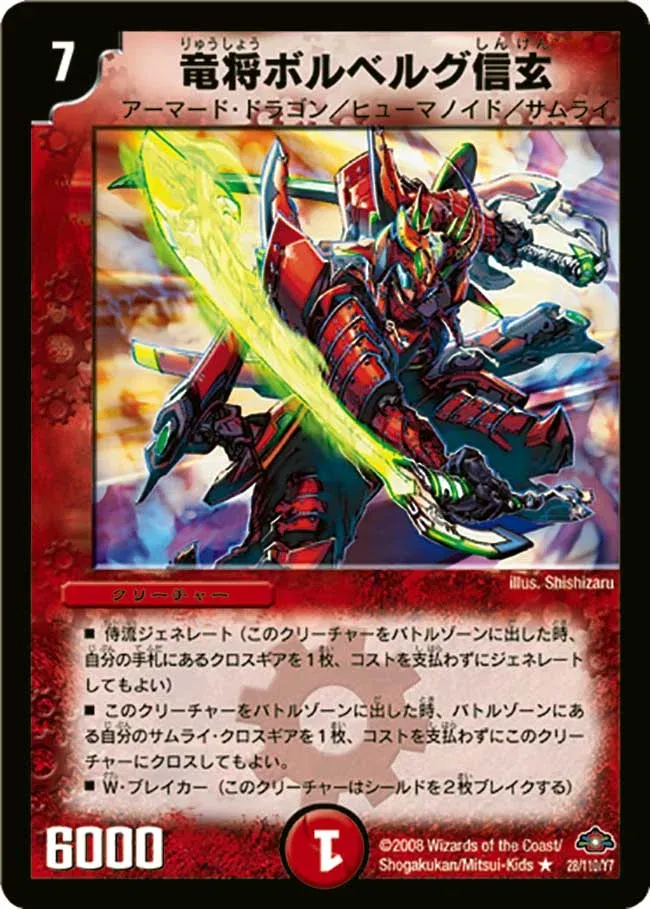 7
りゅうしょう しんげん
竜将ボルベルグ信玄
アーマード・ドラゴン／ヒューマノイド／サムライ
illus. Shishizaru
クリーチャー
■ 侍流ジェネレート（このクリーチャーをバトルゾーンに出した時、
自分の手札にあるクロスギアを１枚、コストを支払わずにジェネレート
してもよい）
■ このクリーチャーをバトルゾーンに出した時、バトルゾーンにあ
る自分のサムライ・クロスギアを１枚、コストを支払わずにこのクリー
チャーにクロスしてもよい。
■ W・ブレイカー（このクリーチャーはシールドを２枚ブレイクする）
6000
1
©2008 Wizards of the Coast/
Shogakukan/Mitsui-Kids ★ 28/110/Y7